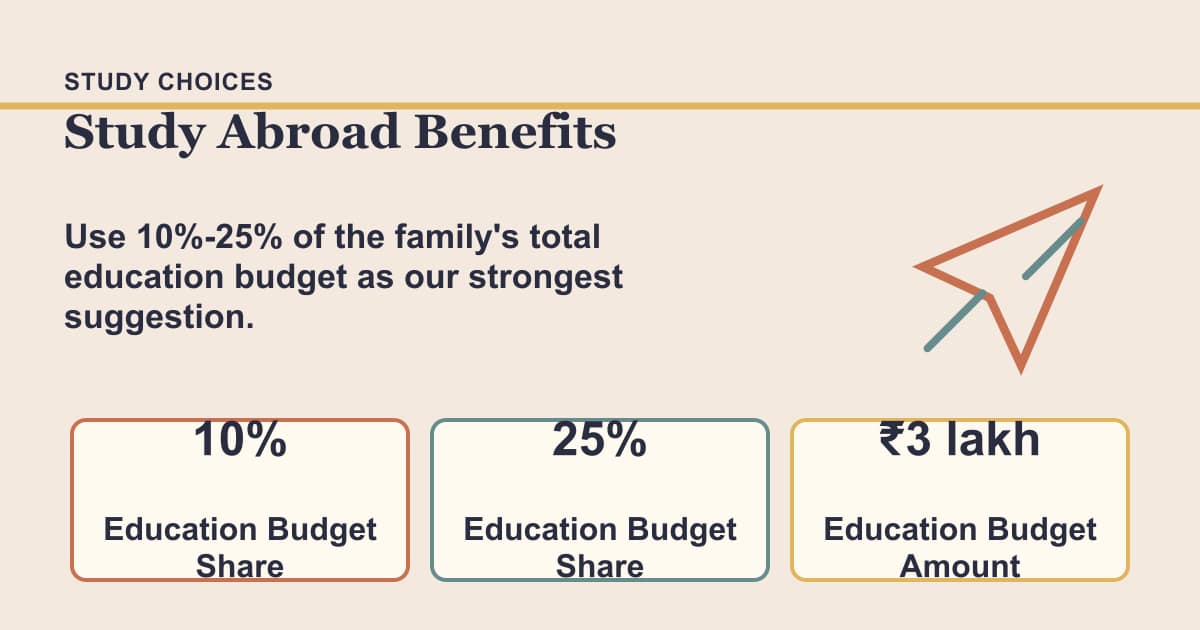 STUDY CHOICES
Study Abroad Benefits
Use 10%-25% of the family's total
education budget as our strongest
suggestion.
10%
Education Budget
Share
25%
Education Budget
Share
₹3 lakh
Education Budget
Amount